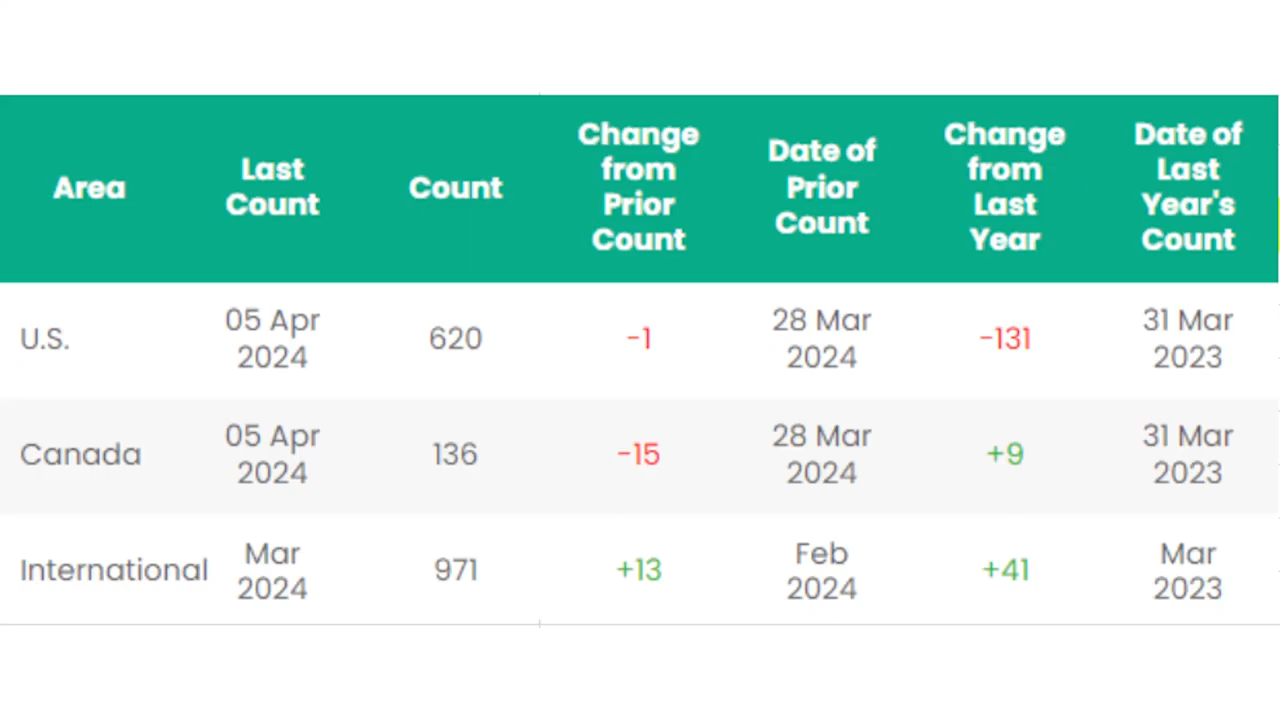 Area Last Count Count Change from Prior Count Date of Prior Count Change from Last Year Date of Last Year's Count
U.S. 05 Apr 2024 620 -1 28 Mar 2024 -131 31 Mar 2023
Canada 05 Apr 2024 136 -15 28 Mar 2024 +9 31 Mar 2023
International Mar 2024 971 +13 Feb 2024 +41 Mar 2023